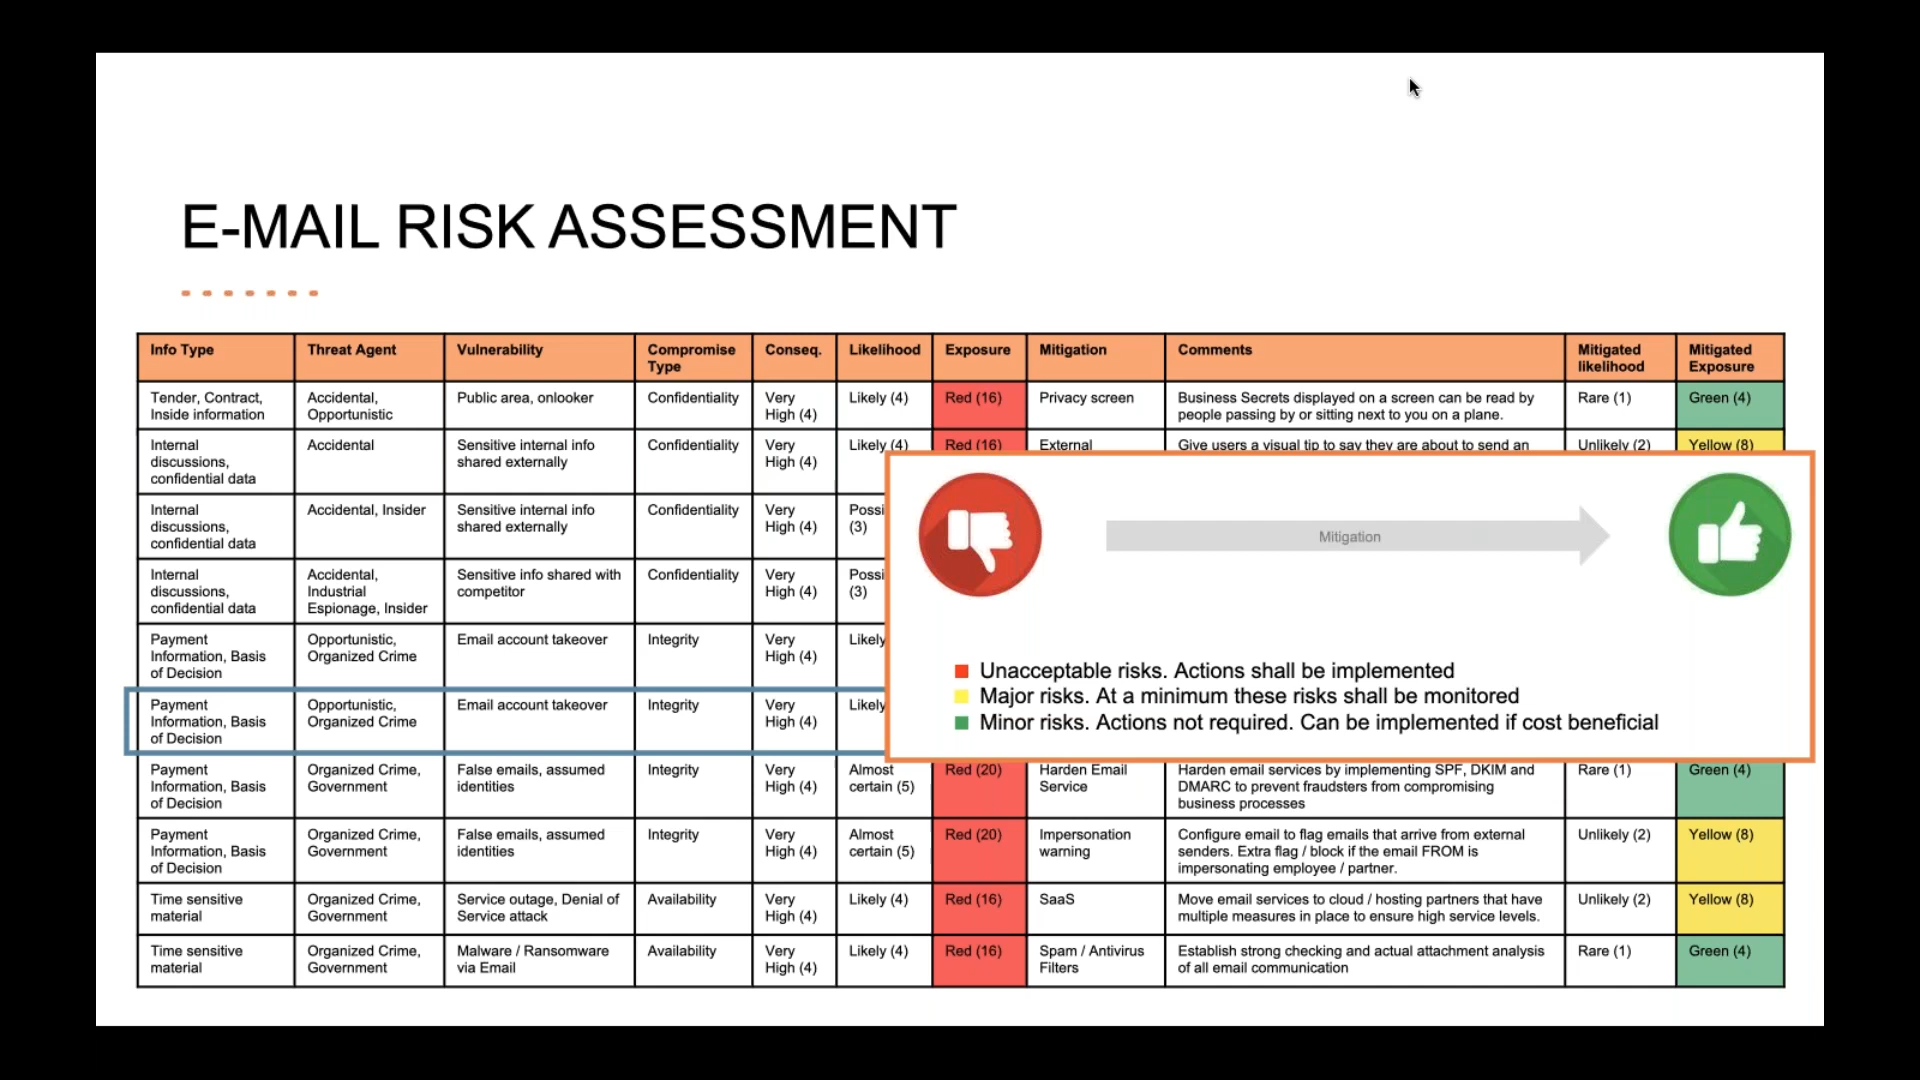 E-MAIL RISK ASSESSMENT
Info Type
Threat Agent
Vulnerability
Compromise
Type
Conseq.
Likelihood
Exposure
Mitigation
Comments
Mitigated
likelihood
Mitigated
Exposure
Tender, Contract,
Inside information
Accidental,
Opportunistic
Public area, onlooker
Confidentiality
Very
High (4)
Likely (4)
Red (16)
Privacy screen
Business Secrets displayed on a screen can be read by
people passing by or sitting next to you on a plane.
Rare (1)
Green (4)
Internal
discussions,
confidential data
Accidental
Sensitive internal info
shared externally
Confidentiality
Very
High (4)
Likely (4)
Red (16)
External
Give users a visual tip to say they are about to send an
Unlikely (2)
Yellow (8)
Internal
discussions,
confidential data
Accidental, Insider
Sensitive internal info
shared externally
Confidentiality
Very
High (4)
(3)
Internal
discussions,
confidential data
Accidental,
Industrial
Espionage, Insider
Sensitive info shared with
competitor
Confidentiality
Very
High (4)
(3)
Payment
Information, Basis
of Decision
Opportunistic,
Organized Crime
Email account takeover
Integrity
Very
High (4)
Likely
Payment
Information, Basis
of Decision
Opportunistic,
Organized Crime
Email account takeover
Integrity
Very
High (4)
Likely
Mitigation
Unacceptable risks. Actions shall be implemented
Major risks. At a minimum these risks shall be monitored
Minor risks. Actions not required. Can be implemented if cost beneficial
Payment
Information, Basis
of Decision
Organized Crime,
Government
False emails, assumed
identities
Integrity
Very
High (4)
Almost
certain (5)
Red (20)
Harden Email
Service
Harden email services by implementing SPF, DKIM and
DMARC to prevent fraudsters from compromising
business processes
Rare (1)
Green (4)
Payment
Information, Basis
of Decision
Organized Crime,
Government
False emails, assumed
identities
Integrity
Very
High (4)
Almost
certain (5)
Red (20)
Impersonation
warning
Configure email to flag emails that arrive from external
senders. Extra flag / block if the email FROM is
impersonating employee / partner.
Unlikely (2)
Yellow (8)
Time sensitive
material
Organized Crime,
Government
Service outage, Denial of
Service attack
Availability
Very
High (4)
Likely (4)
Red (16)
SaaS
Move email services to cloud / hosting partners that have
multiple measures in place to ensure high service levels.
Unlikely (2)
Yellow (8)
Time sensitive
material
Organized Crime,
Government
Malware / Ransomware
via Email
Availability
Very
High (4)
Likely (4)
Red (16)
Spam / Antivirus
Filters
Establish strong checking and actual attachment analysis
of all email communication
Rare (1)
Green (4)